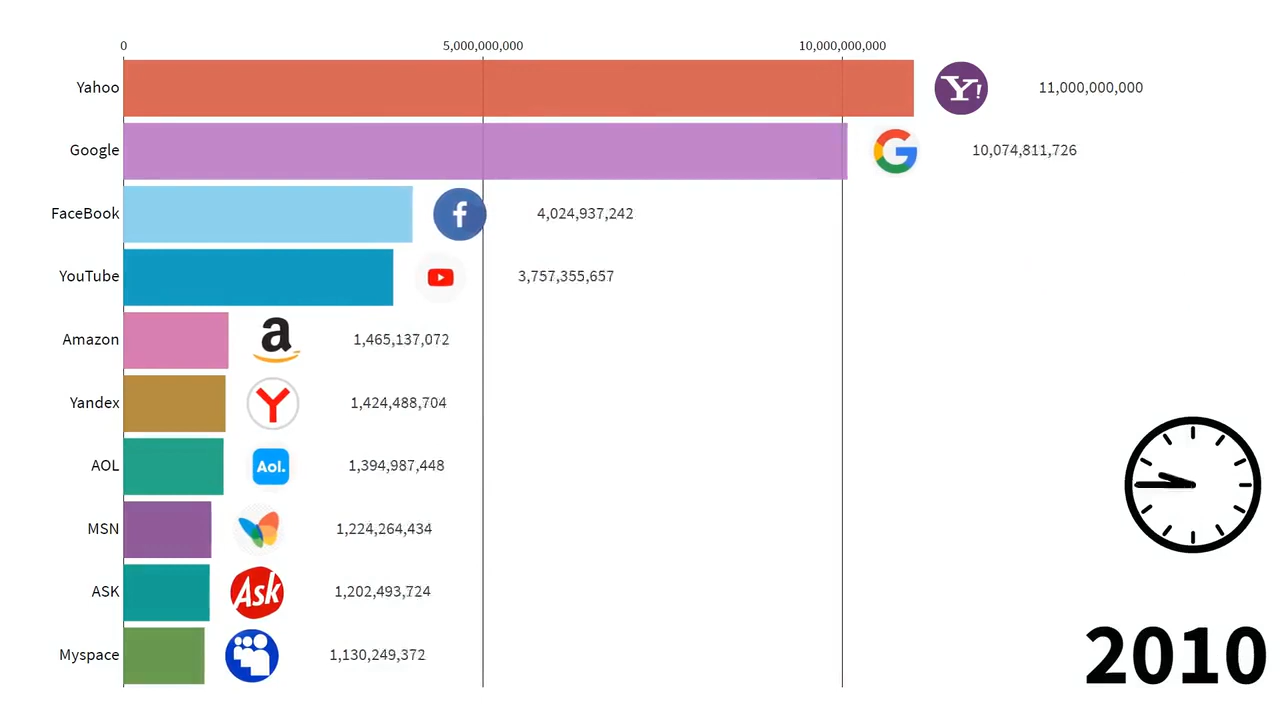 0 5,000,000,000 10,000,000,000
Yahoo Y! 11,000,000,000
Google G 10,074,811,726
FaceBook f 4,024,937,242
YouTube 3,757,355,657
Amazon a 1,465,137,072
Yandex Y 1,424,488,704
AOL Aol. 1,394,987,448
MSN 1,224,264,434
ASK Ask 1,202,493,724
Myspace 1,130,249,372
2010